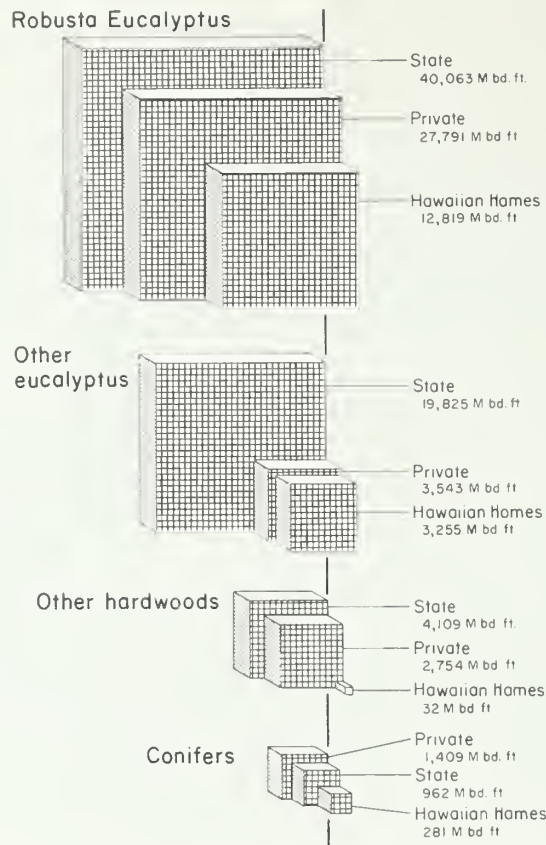 Robusta Eucalyptus
State
40,063 M bd. ft.
Private
27,791 M bd ft
Hawaiian Homes
12,819 M bd. ft
Other
eucalyptus
State
19,825 M bd. ft
Private
3,543 M bd ft
Hawaiian Homes
3,255 M bd. ft
Other hardwoods
State
4,109 M bd ft.
Private
2,754 M bd ft
Hawaiian Homes
32 M bd ft
Conifers
Private
1,409 M bd. ft
State
962 M bd. ft
Hawaiian Homes
281 M bd ft